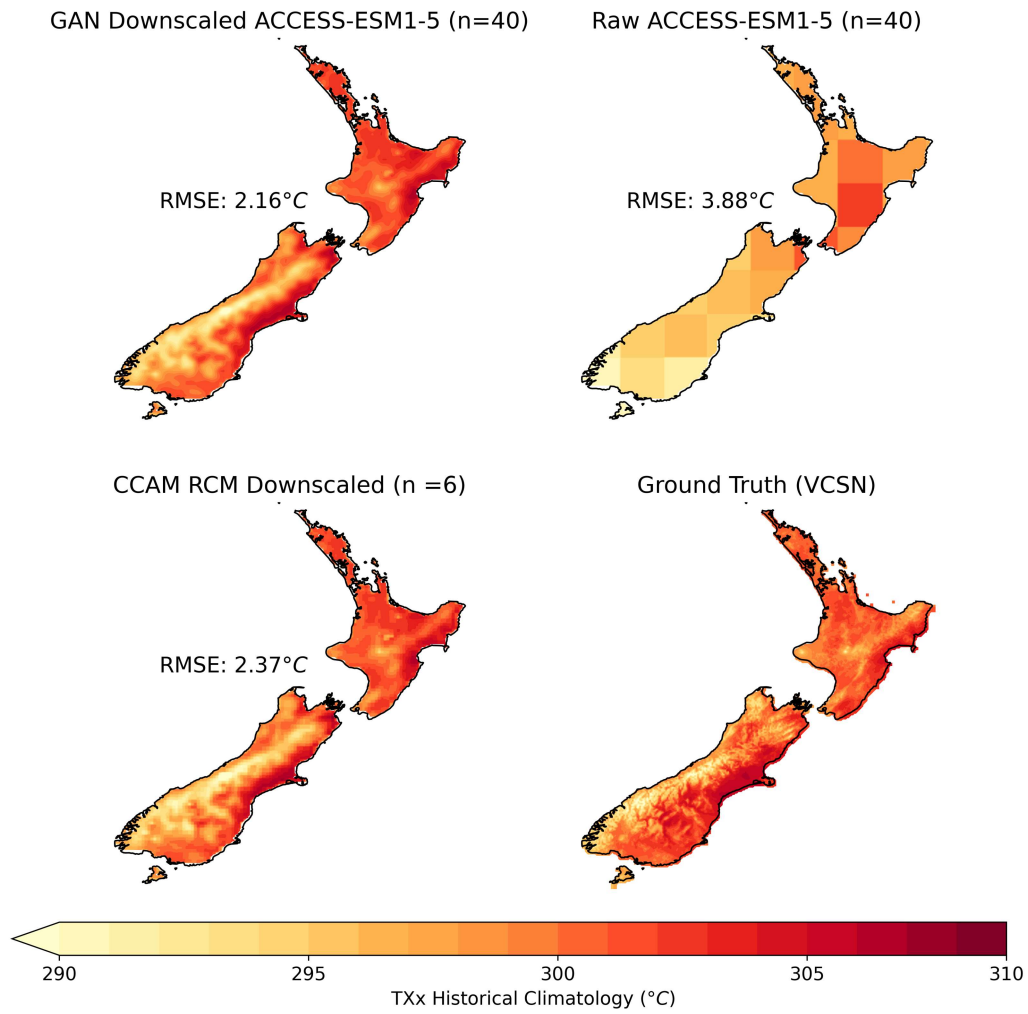 GAN Downscaled ACCESS-ESM1-5 (n=40)
Raw ACCESS-ESM1-5 (n=40)
RMSE: 2.16°C
RMSE: 3.88°C
CCAM RCM Downscaled (n =6)
Ground Truth (VCSN)
RMSE: 2.37°C
290
295
300
305
310
TXx Historical Climatology (°C)